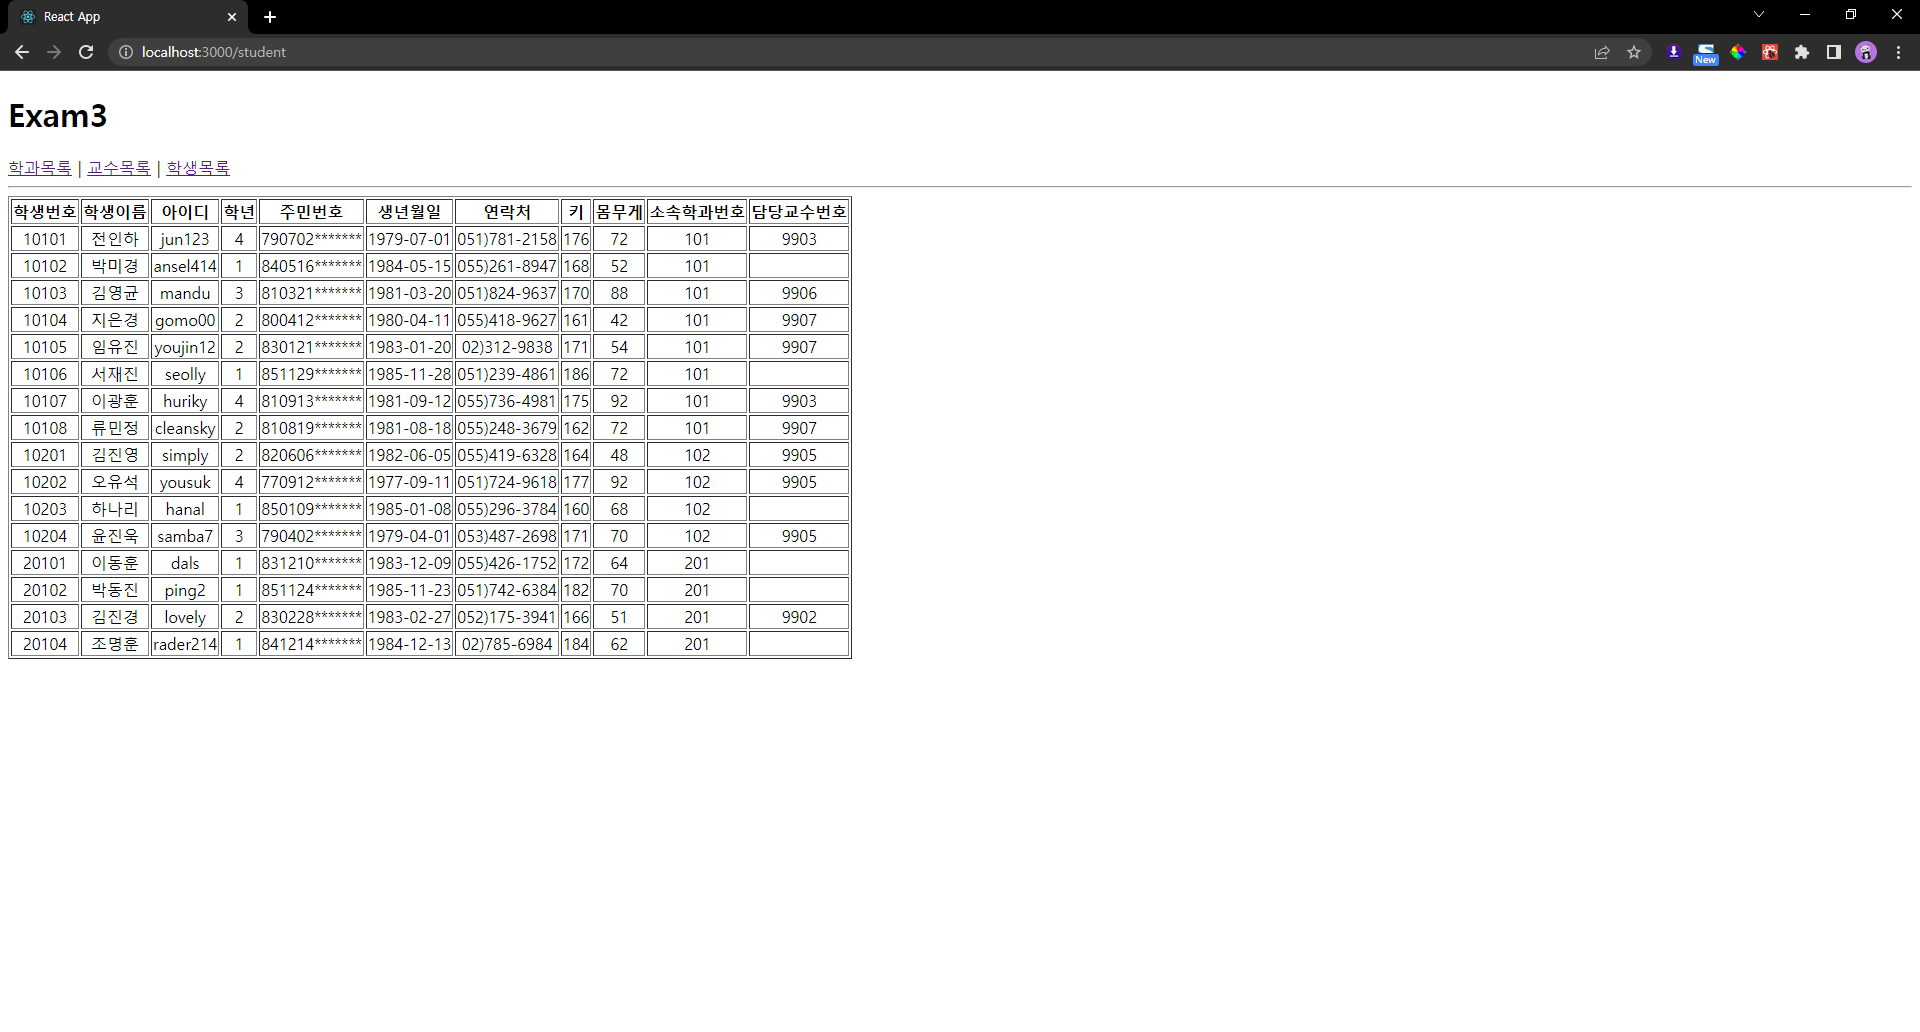 React App
localhost:3000/student
New
Exam3
학과목록 | 교수목록 | 학생목록
학생번호 학생이름 아이디 학년 주민번호 생년월일 연락처 키 몸무게 소속학과번호 담당교수번호
10101 전인하 jun123 4 790702******* 1979-07-01 051)781-2158 176 72 101 9903
10102 박미경 ansel414 1 840516******* 1984-05-15 055)261-8947 168 52 101
10103 김영균 mandu 3 810321******* 1981-03-20 051)824-9637 170 88 101 9906
10104 지은경 gomo00 2 800412******* 1980-04-11 055)418-9627 161 42 101 9907
10105 임유진 youjin12 2 830121******* 1983-01-20 02)312-9838 171 54 101 9907
10106 서재진 seolly 1 851129******* 1985-11-28 051)239-4861 186 72 101
10107 이광훈 huriky 4 810913******* 1981-09-12 055)736-4981 175 92 101 9903
10108 류민정 cleansky 2 810819******* 1981-08-18 055)248-3679 162 72 101 9907
10201 김진영 simply 2 820606******* 1982-06-05 055)419-6328 164 48 102 9905
10202 오유석 yousuk 4 770912******* 1977-09-11 051)724-9618 177 92 102 9905
10203 하나리 hanal 1 850109******* 1985-01-08 055)296-3784 160 68 102
10204 윤진욱 samba7 3 790402******* 1979-04-01 053)487-2698 171 70 102 9905
20101 이동훈 dals 1 831210******* 1983-12-09 055)426-1752 172 64 201
20102 박동진 ping2 1 851124******* 1985-11-23 051)742-6384 182 70 201
20103 김진경 lovely 2 830228******* 1983-02-27 052)175-3941 166 51 201 9902
20104 조명훈 rader214 1 841214******* 1984-12-13 02)785-6984 184 62 201